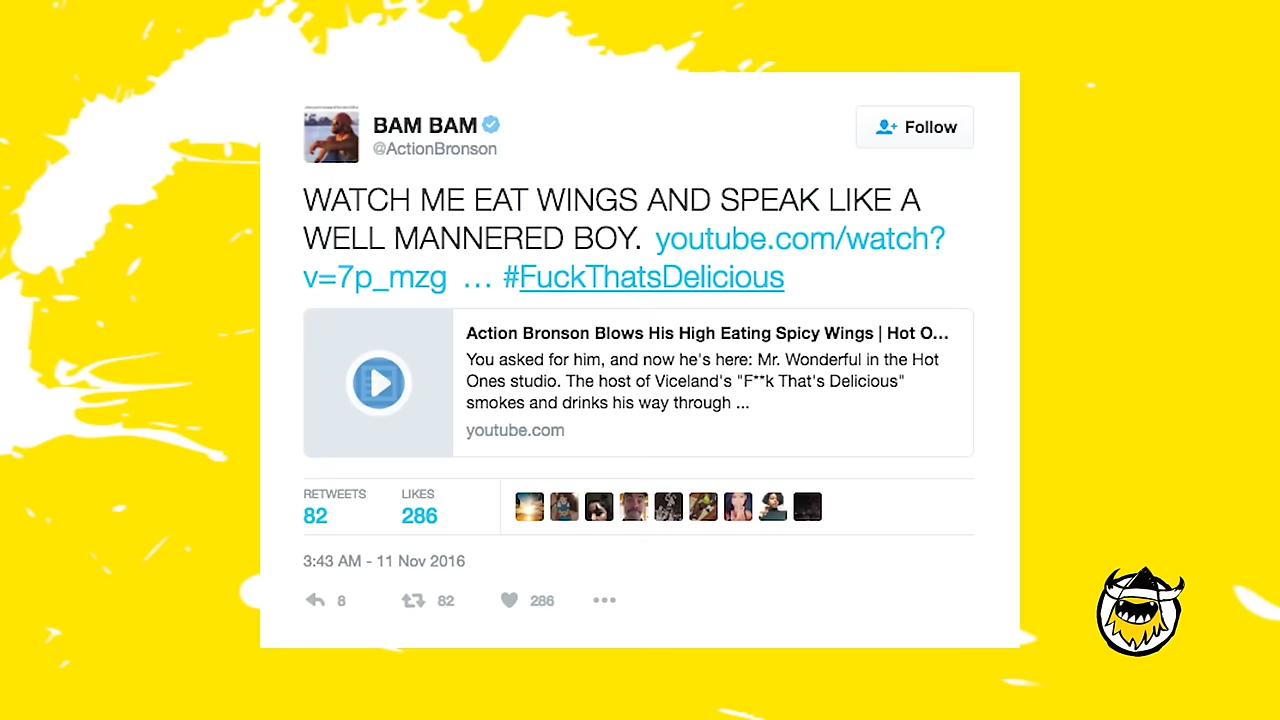 BAM BAM
@ActionBronson
Follow
WATCH ME EAT WINGS AND SPEAK LIKE A
WELL MANNERED BOY. youtube.com/watch?
v=7p_mzg ... #FuckThatsDelicious
Action Bronson Blows His High Eating Spicy Wings | Hot O...
You asked for him, and now he's here: Mr. Wonderful in the Hot
Ones studio. The host of Viceland's "F**k That's Delicious"
smokes and drinks his way through ...
youtube.com
RETWEETS LIKES
82 286
3:43 AM - 11 Nov 2016
8 82 286